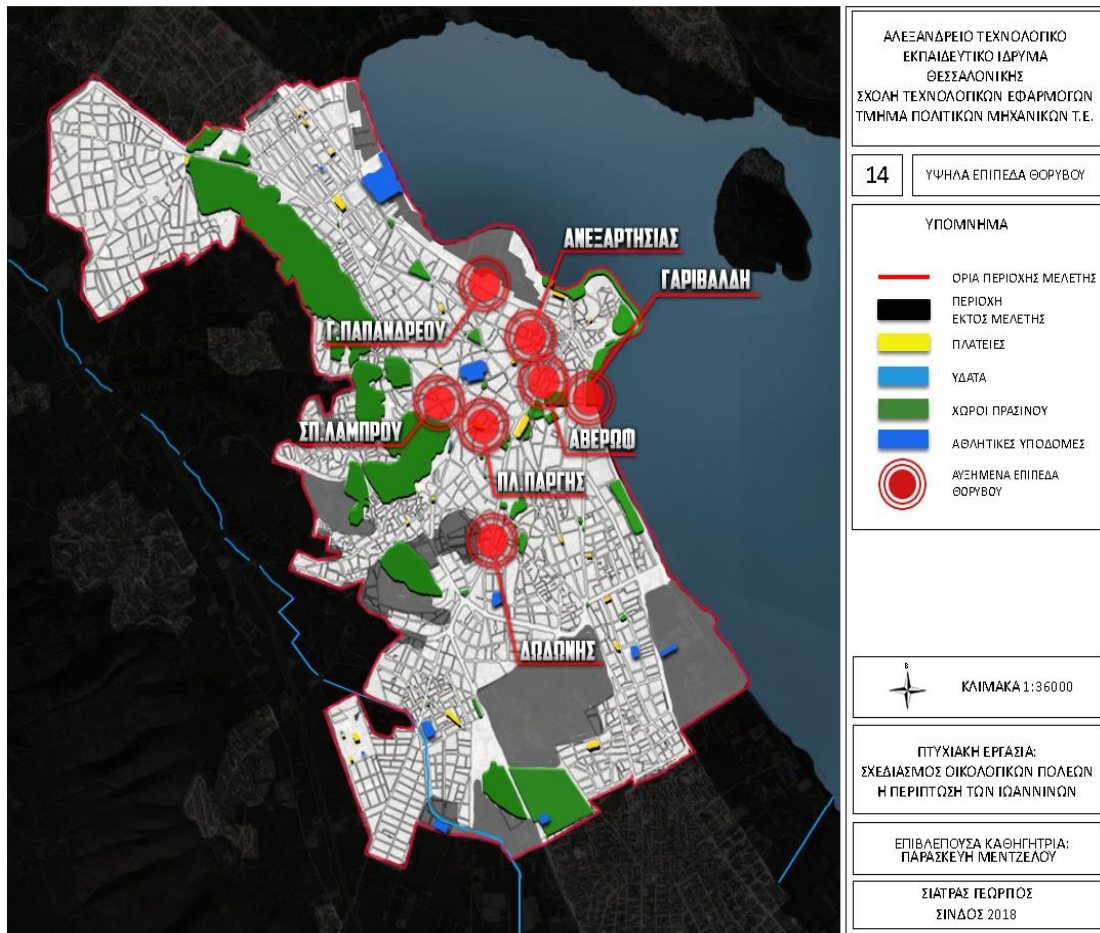 ΑΛΕΞΑΝΔΡΕΙΟ ΤΕΧΝΟΛΟΓΙΚΟ
ΕΚΠΑΙΔΕΥΤΙΚΟ ΙΔΡΥΜΑ
ΘΕΣΣΑΛΟΝΙΚΗΣ
ΣΧΟΛΗ ΤΕΧΝΟΛΟΓΙΚΩΝ ΕΦΑΡΜΟΓΩΝ
ΤΜΗΜΑ ΠΟΛΙΤΙΚΩΝ ΜΗΧΑΝΙΚΩΝ Τ.Ε.
14
ΥΨΗΛΑ ΕΠΙΠΕΔΑ ΘΟΡΥΒΟΥ
ΥΠΟΜΝΗΜΑ
ΟΡΙΑ ΠΕΡΙΟΧΗΣ ΜΕΛΕΤΗΣ
ΠΕΡΙΟΧΗ
ΕΚΤΟΣ ΜΕΛΕΤΗΣ
ΠΛΑΤΕΙΕΣ
ΥΔΑΤΑ
ΧΩΡΟΙ ΠΡΑΣΙΝΟΥ
ΑΘΛΗΤΙΚΕΣ ΥΠΟΔΟΜΕΣ
ΑΥΞΗΜΕΝΑ ΕΠΙΠΕΔΑ
ΘΟΡΥΒΟΥ
Β
ΚΛΙΜΑΚΑ 1:36000
ΠΤΥΧΙΑΚΗ ΕΡΓΑΣΙΑ:
ΣΧΕΔΙΑΣΜΟΣ ΟΙΚΟΛΟΓΙΚΩΝ ΠΟΛΕΩΝ
Η ΠΕΡΙΠΤΩΣΗ ΤΩΝ ΙΩΑΝΝΙΝΩΝ
ΕΠΙΒΛΕΠΟΥΣΑ ΚΑΘΗΓΗΤΡΙΑ:
ΠΑΡΑΣΚΕΥΗ ΜΕΝΤΖΕΛΟΥ
ΣΙΑΤΡΑΣ ΓΕΩΡΓΙΟΣ
ΣΙΝΔΟΣ 2018
ΑΝΕΞΑΡΤΗΣΙΑΣ
ΓΑΡΙΒΑΛΔΗ
Γ.ΠΑΠΑΝΔΡΕΟΥ
ΣΠ.ΛΑΜΠΡΟΥ
ΑΒΕΡΩΦ
ΠΛ.ΠΑΡΓΗΣ
ΔΩΔΩΝΗΣ